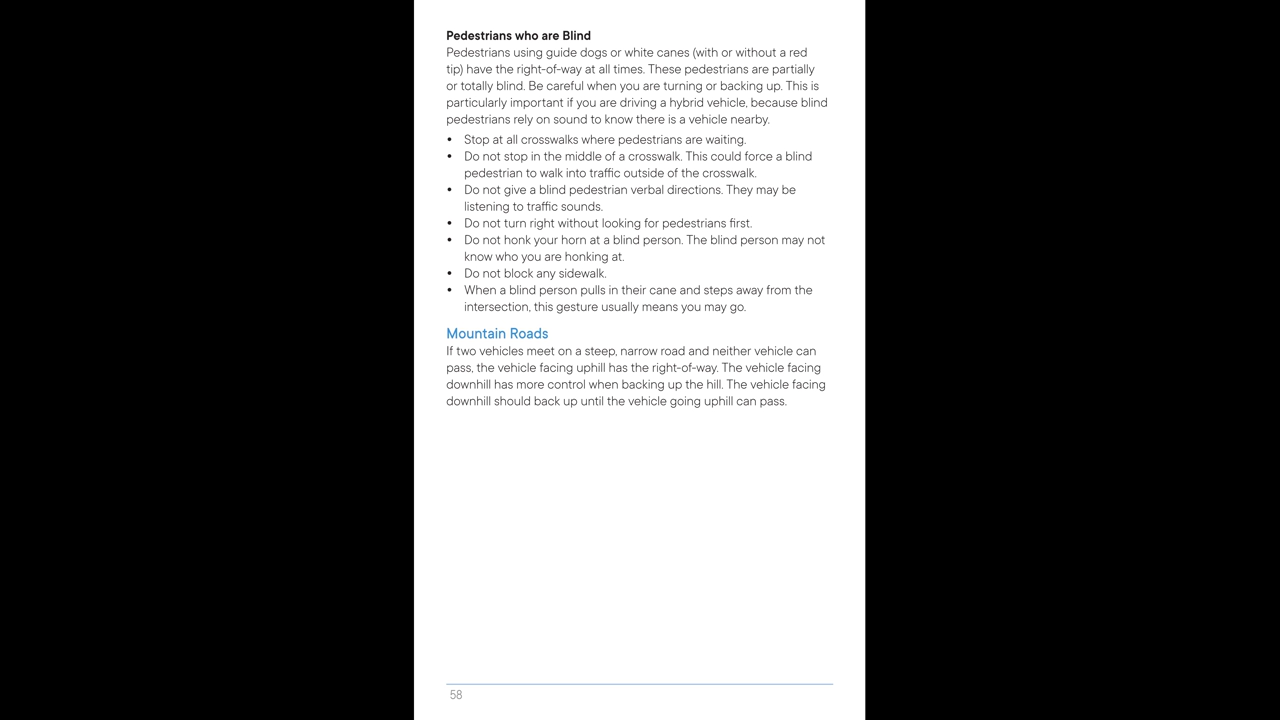 Pedestrians who are Blind
Pedestrians using guide dogs or white canes (with or without a red
tip) have the right-of-way at all times. These pedestrians are partially
or totally blind. Be careful when you are turning or backing up. This is
particularly important if you are driving a hybrid vehicle, because blind
pedestrians rely on sound to know there is a vehicle nearby.
• Stop at all crosswalks where pedestrians are waiting.
• Do not stop in the middle of a crosswalk. This could force a blind
pedestrian to walk into traffic outside of the crosswalk.
• Do not give a blind pedestrian verbal directions. They may be
listening to traffic sounds.
• Do not turn right without looking for pedestrians first.
• Do not honk your horn at a blind person. The blind person may not
know who you are honking at.
• Do not block any sidewalk.
• When a blind person pulls in their cane and steps away from the
intersection, this gesture usually means you may go.
Mountain Roads
If two vehicles meet on a steep, narrow road and neither vehicle can
pass, the vehicle facing uphill has the right-of-way. The vehicle facing
downhill has more control when backing up the hill. The vehicle facing
downhill should back up until the vehicle going uphill can pass.
58